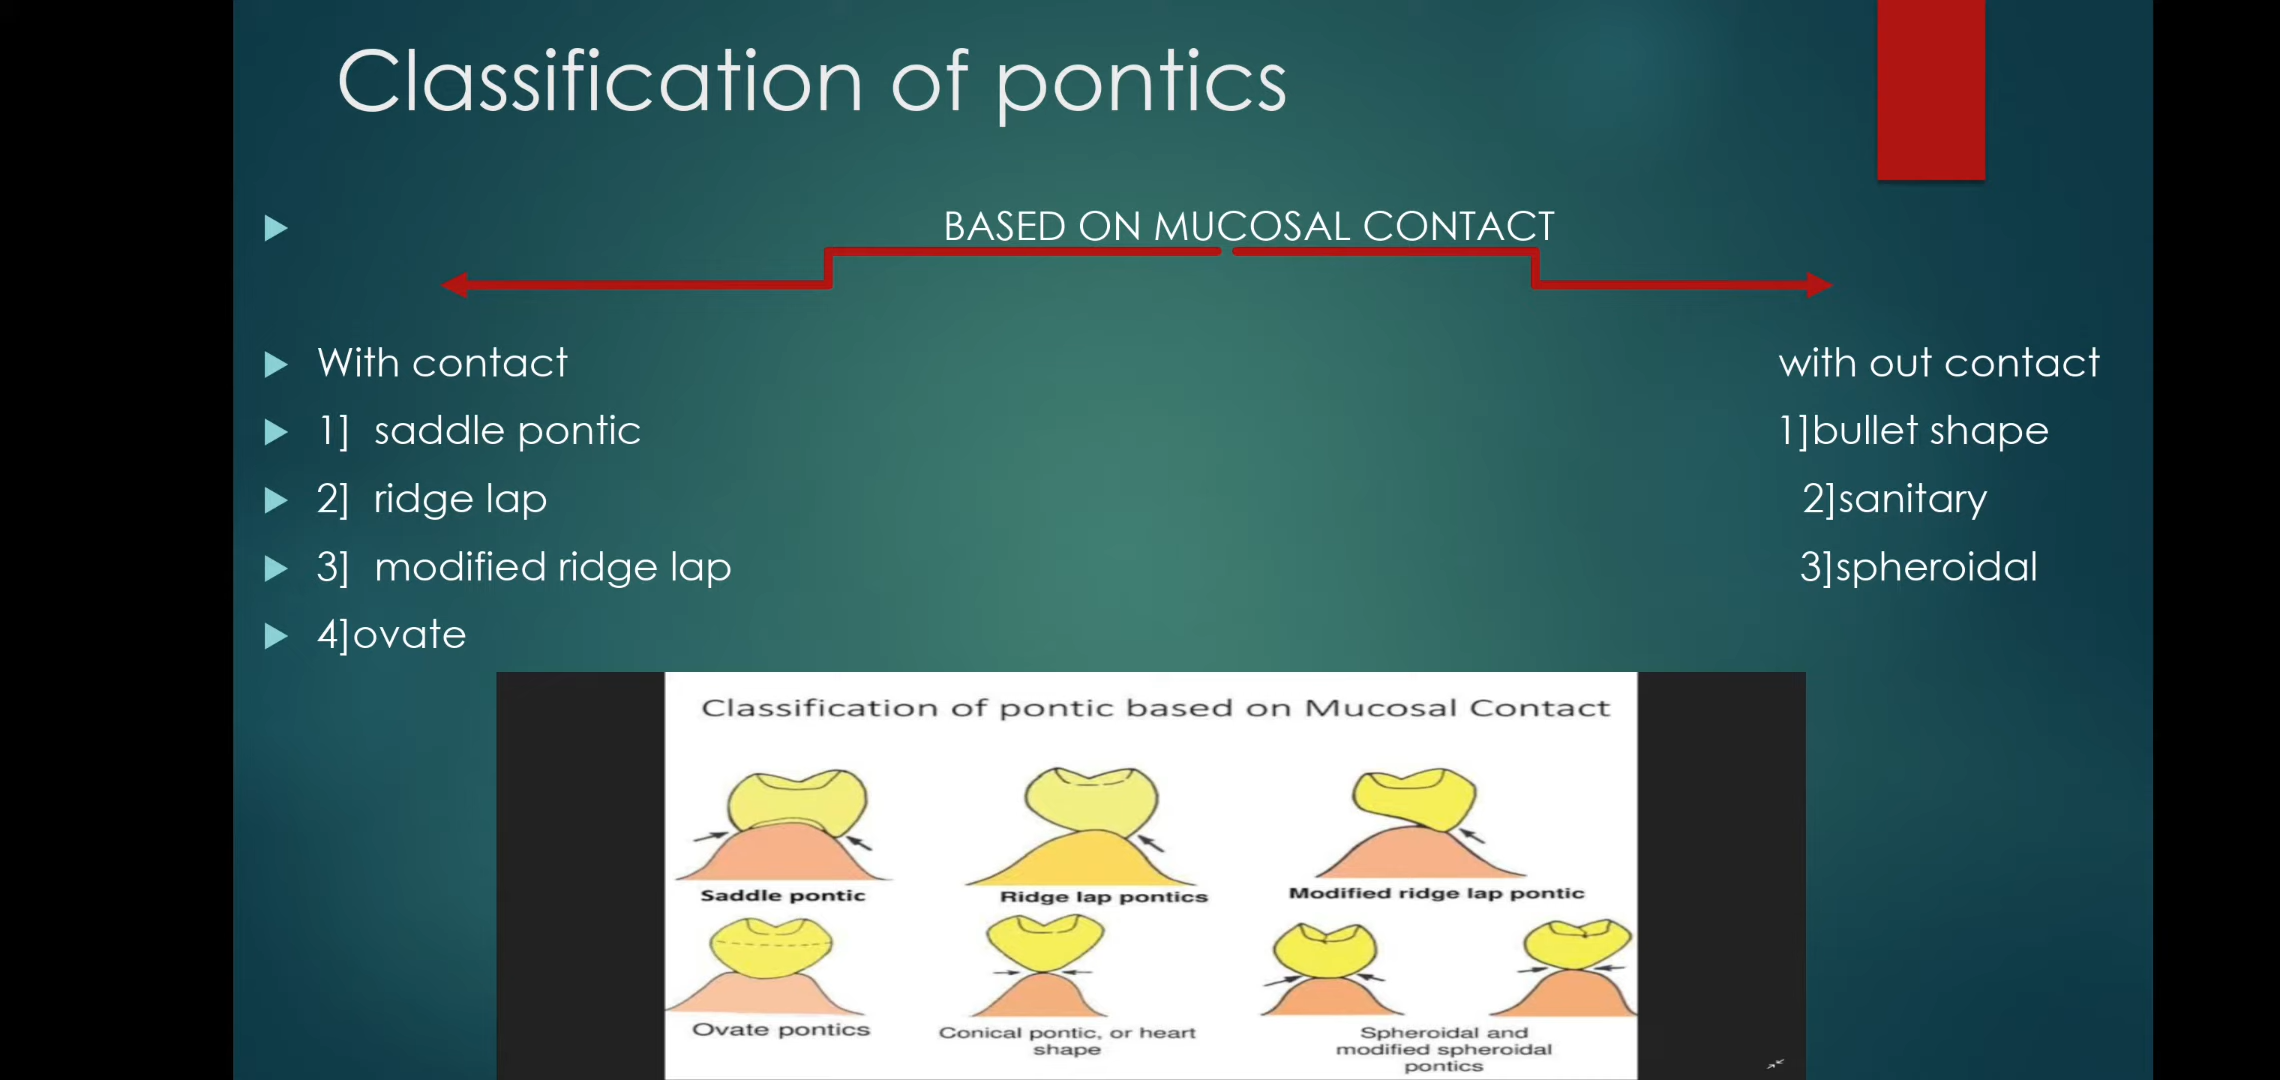 Classification of pontics
BASED ON MUCOSAL CONTACT
With contact with out contact
1] saddle pontic 1]bullet shape
2] ridge lap 2]sanitary
3] modified ridge lap 3]spheroidal
4]ovate
Classification of pontic based on Mucosal Contact
Saddle pontic Ridge lap pontics Modified ridge lap pontic
Ovate pontics
Conical pontic, or heart
shape
Spheroidal and
modified spheroidal
pontics